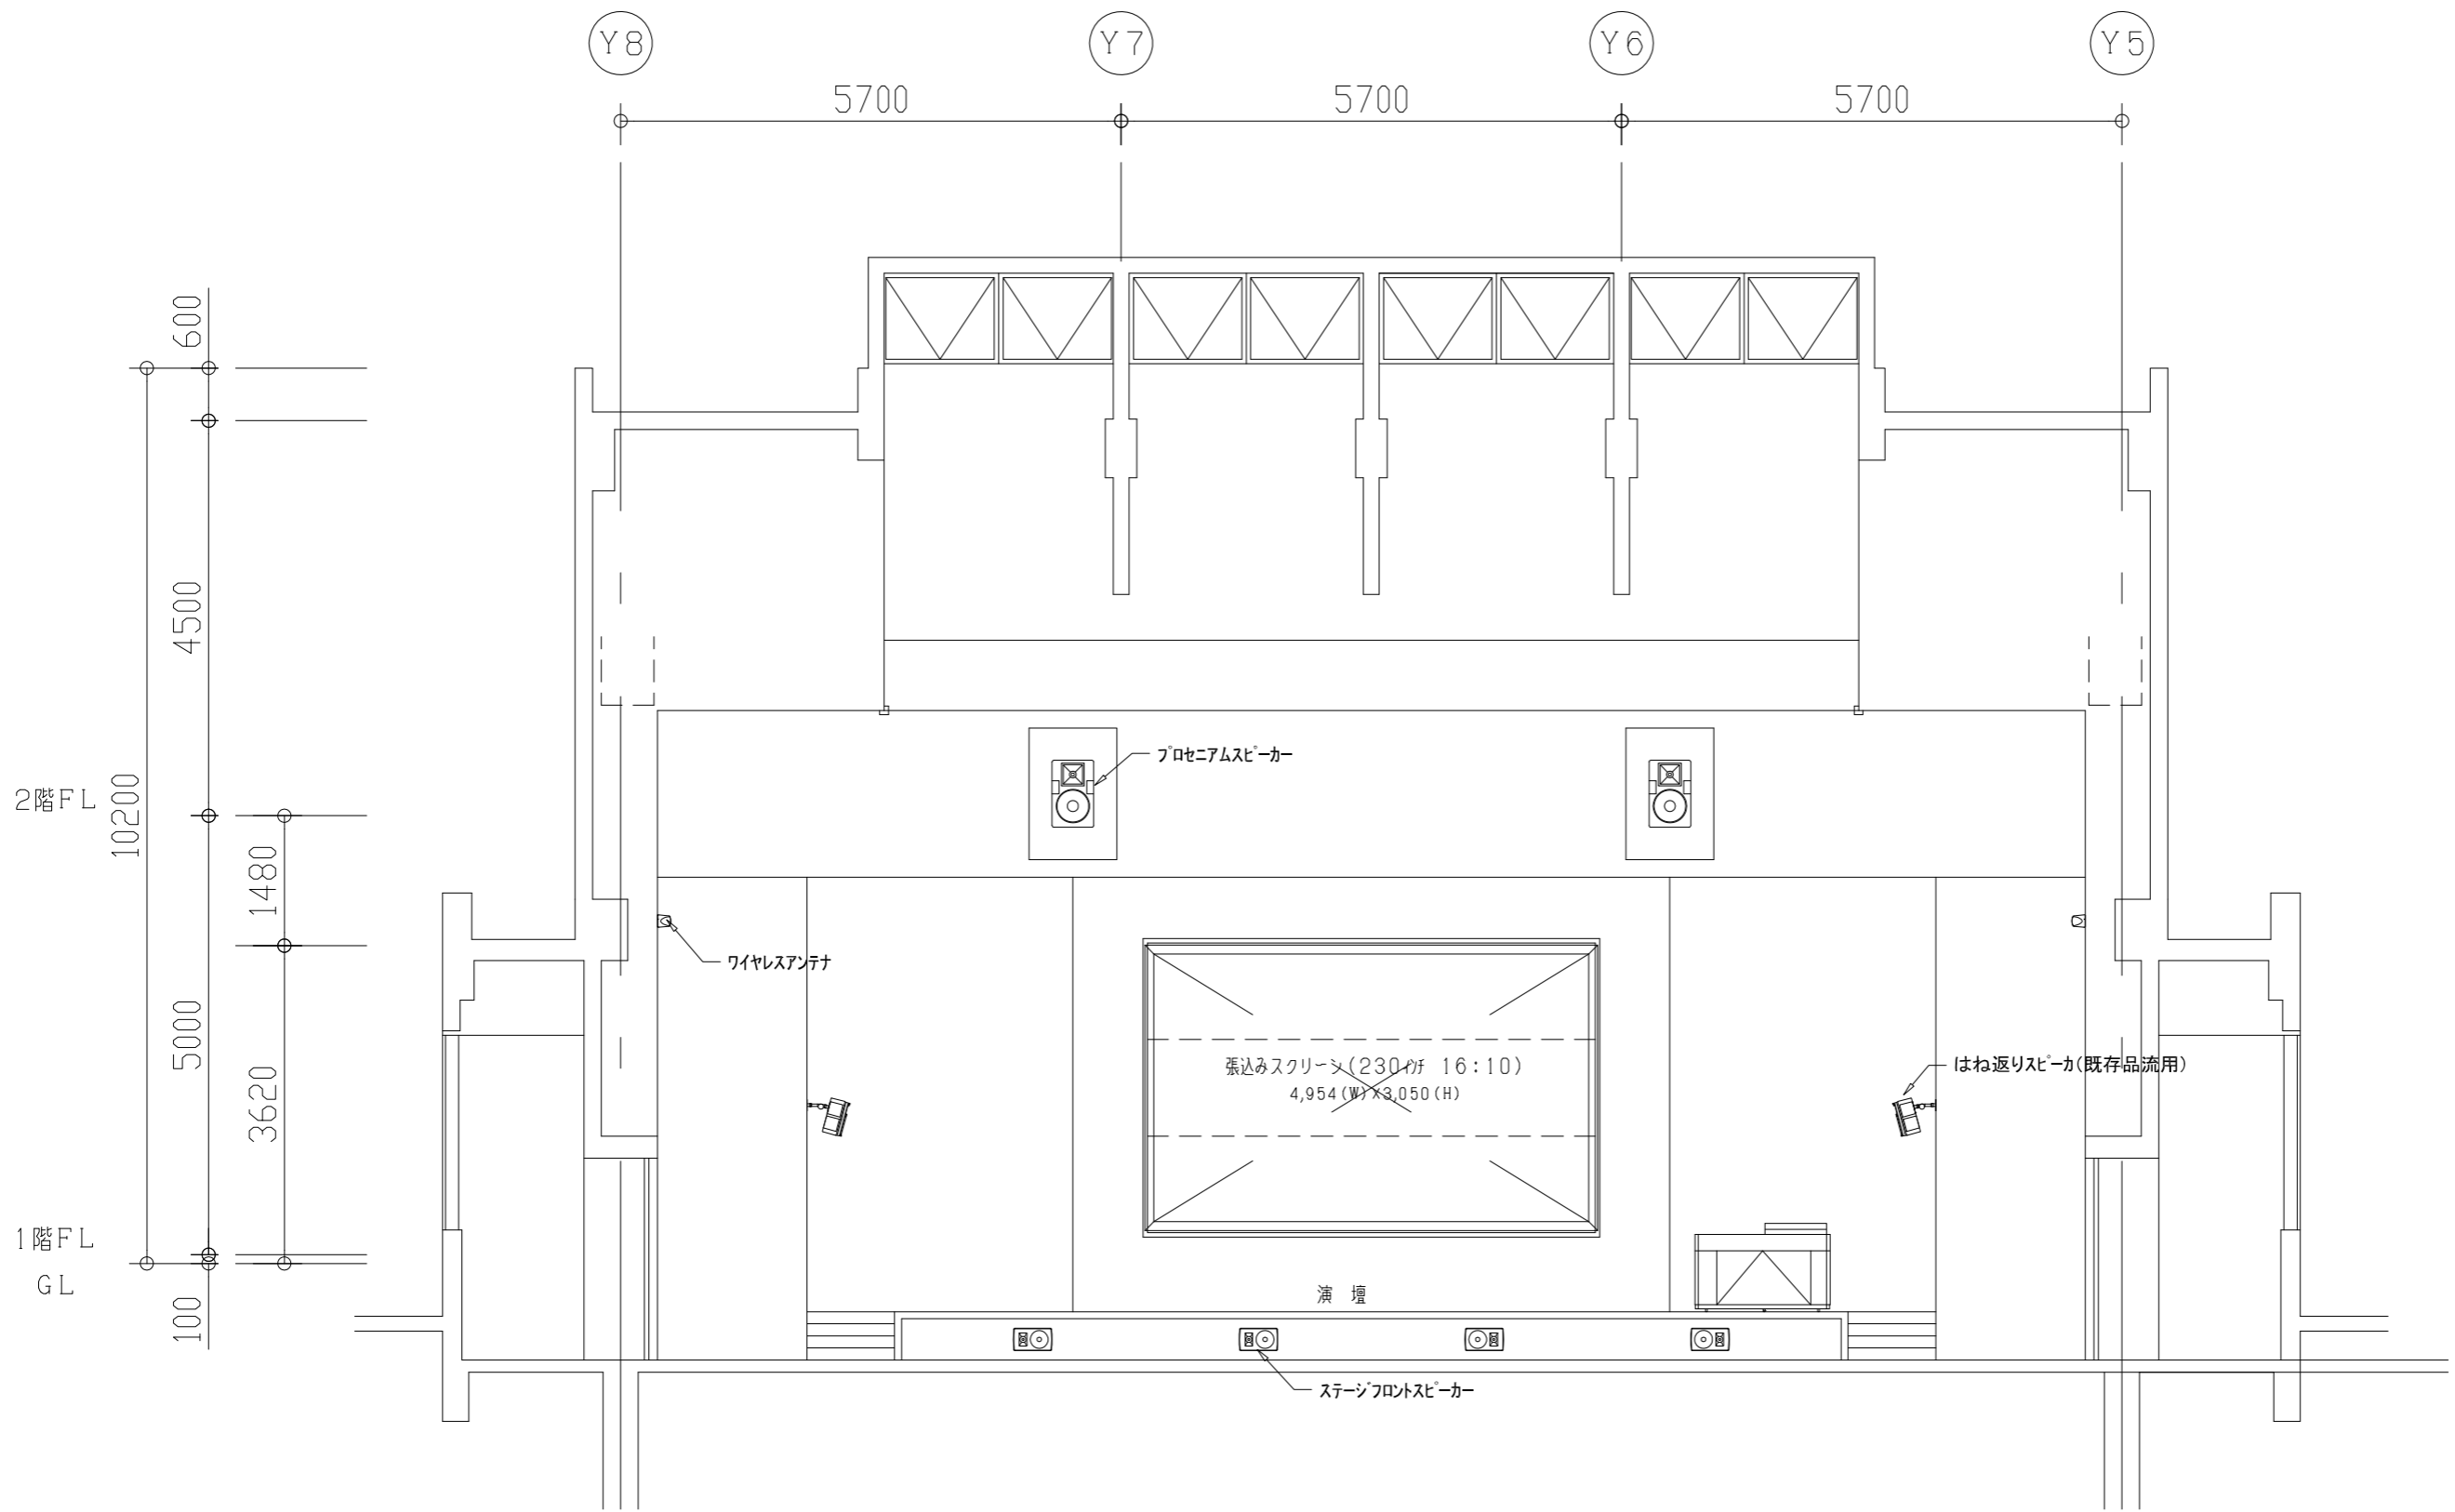 Y8
Y7
Y6
Y5
5700
5700
5700
600
4500
プロセニアムスピーカー
2階FL
10200
1480
ワイヤレスアンテナ
5000
張込みスクリーン(230インチ 16:10)
4,954(W)×3,050(H)
はね返りスピーカ(既存品流用)
3620
1階FL
GL
演 壇
100
ステージフロントスピーカー